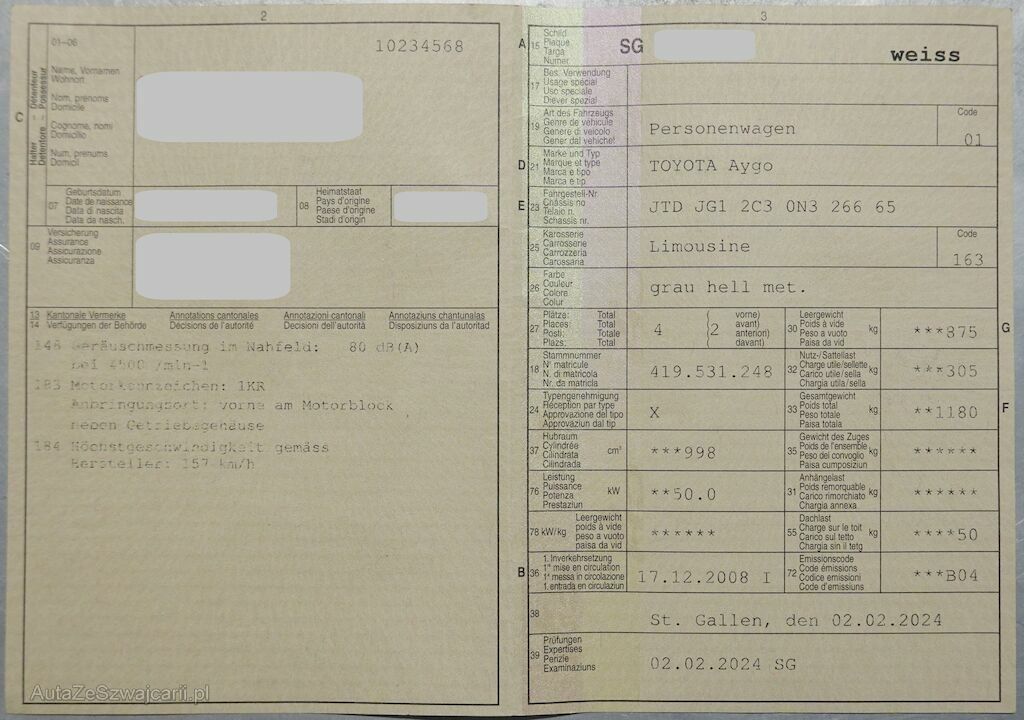 2
01-06
10234568
C
Halter – Détenteur
Detentore – Possessur
Name, Vornamen
Wohnort
Nom, prénoms
Domicile
Cognome, nomi
Domicilio
Num, prenums
Domicil
07
Geburtsdatum
Date de naissance
Data di nascita
Data da nasch.
08
Heimatstaat
Pays d'origine
Paese d'origine
Stadi d'origin
09
Versicherung
Assurance
Assicurazione
Assicuranza
13 Kantonale Vermerke Annotations cantonales Annotazioni cantonali Annotaziuns chantunalas
14 Verfügungen der Behörde Décisions de l'autorité Decisioni dell'autorità Disposiziuns da l'autoritad
146 Geräuschmessung im Nahfeld: 80 dB(A)
bei 4500 /min-1
183 Motorkennzeichen: 1KR
Anbringungsort: vorne am Motorblock
neben Getriebegehäuse
184 Höchstgeschwindigkeit gemäss
Hersteller: 157 km/h
AutaZeSzwajcarii.pl
3
A
15
Schild
Plaque
Targa
Numer
SG
weiss
17
Bes. Verwendung
Usage spécial
Uso speciale
Diever spezial
19
Art des Fahrzeugs
Genre de véhicule
Genere di veicolo
Gener dal vehichel
Personenwagen
Code
01
D
21
Marke und Typ
Marque et type
Marca e tipo
Marca e tip
TOYOTA Aygo
E
23
Fahrgestell-Nr.
Châssis no
Telaio n.
Schassis nr.
JTD JG1 2C3 0N3 266 65
25
Karosserie
Carrosserie
Carrozzeria
Carossaria
Limousine
Code
163
26
Farbe
Couleur
Colore
Colur
grau hell met.
27
Plätze: Total
Places: Total
Posti: Totale
Plazs: Total
4
( vorne)
(2 avant)
( anterion)
( davant)
30
Leergewicht
Poids à vide
Peso a vuoto
Paisa da vid
kg
***875
G
18
Stammnummer
N° matricule
N. di matricola
Nr. da matricla
419.531.248
32
Nutz-/Sattellast
Charge utile/sellette
Carico utile/sella
Chargia utila/sella
kg
***305
24
Typengenehmigung
Réception par type
Approvazione del tipo
Approvaziun dal tip
X
33
Gesamtgewicht
Poids total
Peso totale
Paisa totala
kg
**1180
F
37
Hubraum
Cylindrée
Cilindrata
Cilindrada
cm³
***998
35
Gewicht des Zuges
Poids de l'ensemble
Peso del convoglio
Paisa cumposiziun
kg
******
76
Leistung
Puissance
Potenza
Prestaziun
kW
**50.0
31
Anhängelast
Poids remorquable
Carico rimorchiato
Chargia annexa
kg
******
78 kW/kg
Leergewicht
poids à vide
peso a vuoto
paisa da vid
******
55
Dachlast
Charge sur le toit
Carico sul tetto
Chargia sin il tetg
kg
****50
B
36
1. Inverkehrsetzung
1re mise en circulation
1a messa in circolazione
1. entrada en circulaziun
17.12.2008 I
72
Emissionscode
Code émissions
Codice emissioni
Code d'emissiuns
***B04
38
St. Gallen, den 02.02.2024
39
Prüfungen
Expertises
Perizie
Examinaziuns
02.02.2024 SG